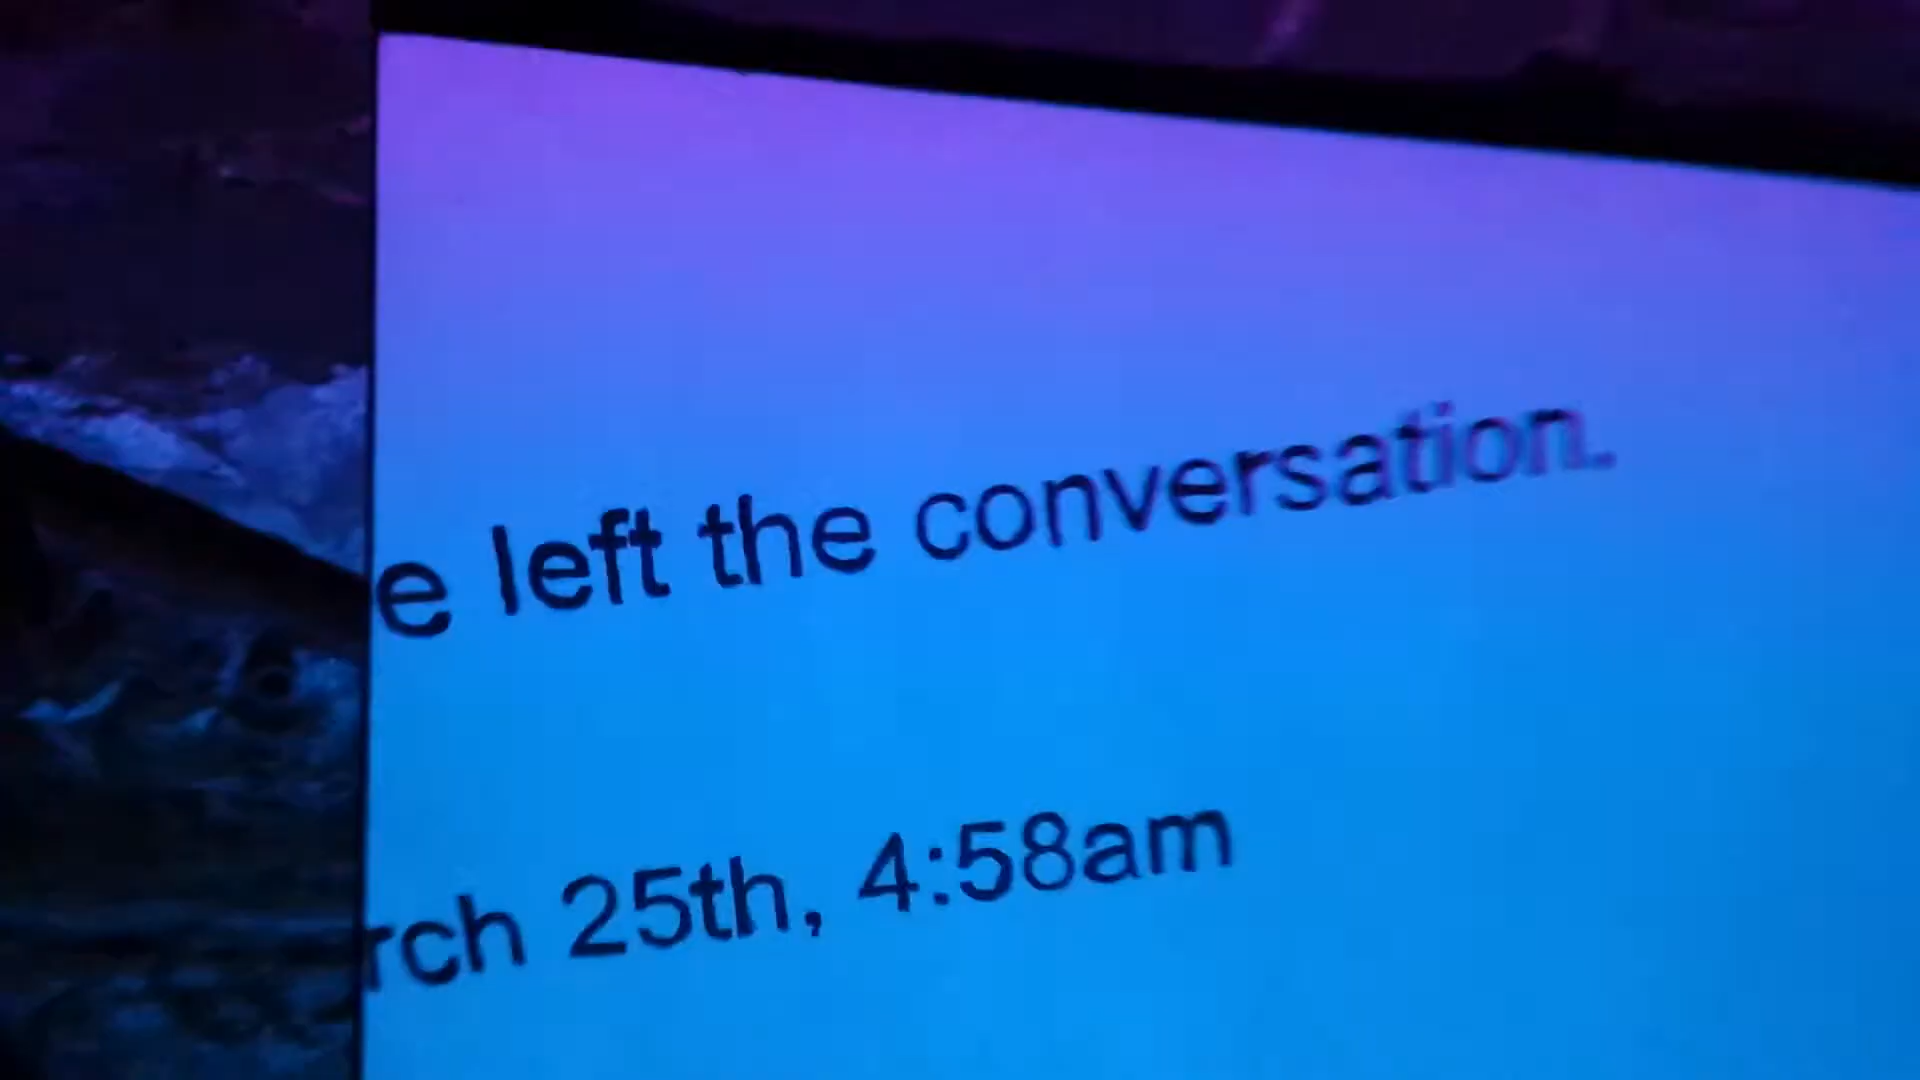 e left the conversation.
rch 25th, 4:58am